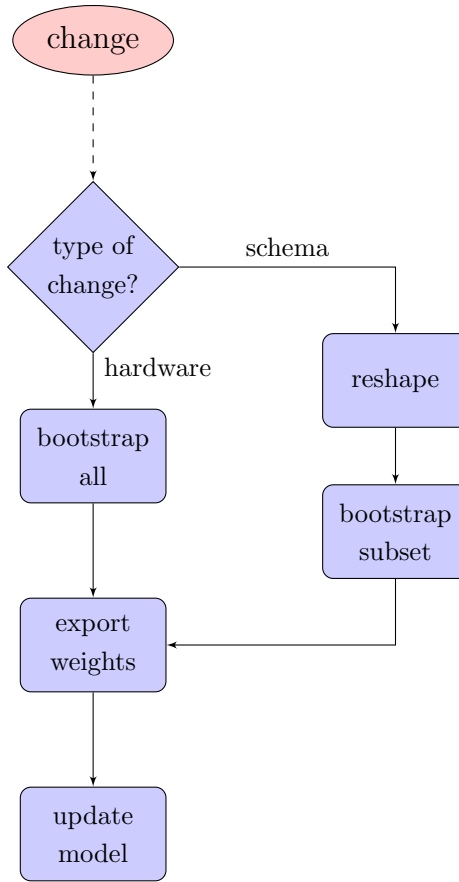 change
type of
change?
schema
hardware
reshape
bootstrap
all
bootstrap
subset
export
weights
update
model